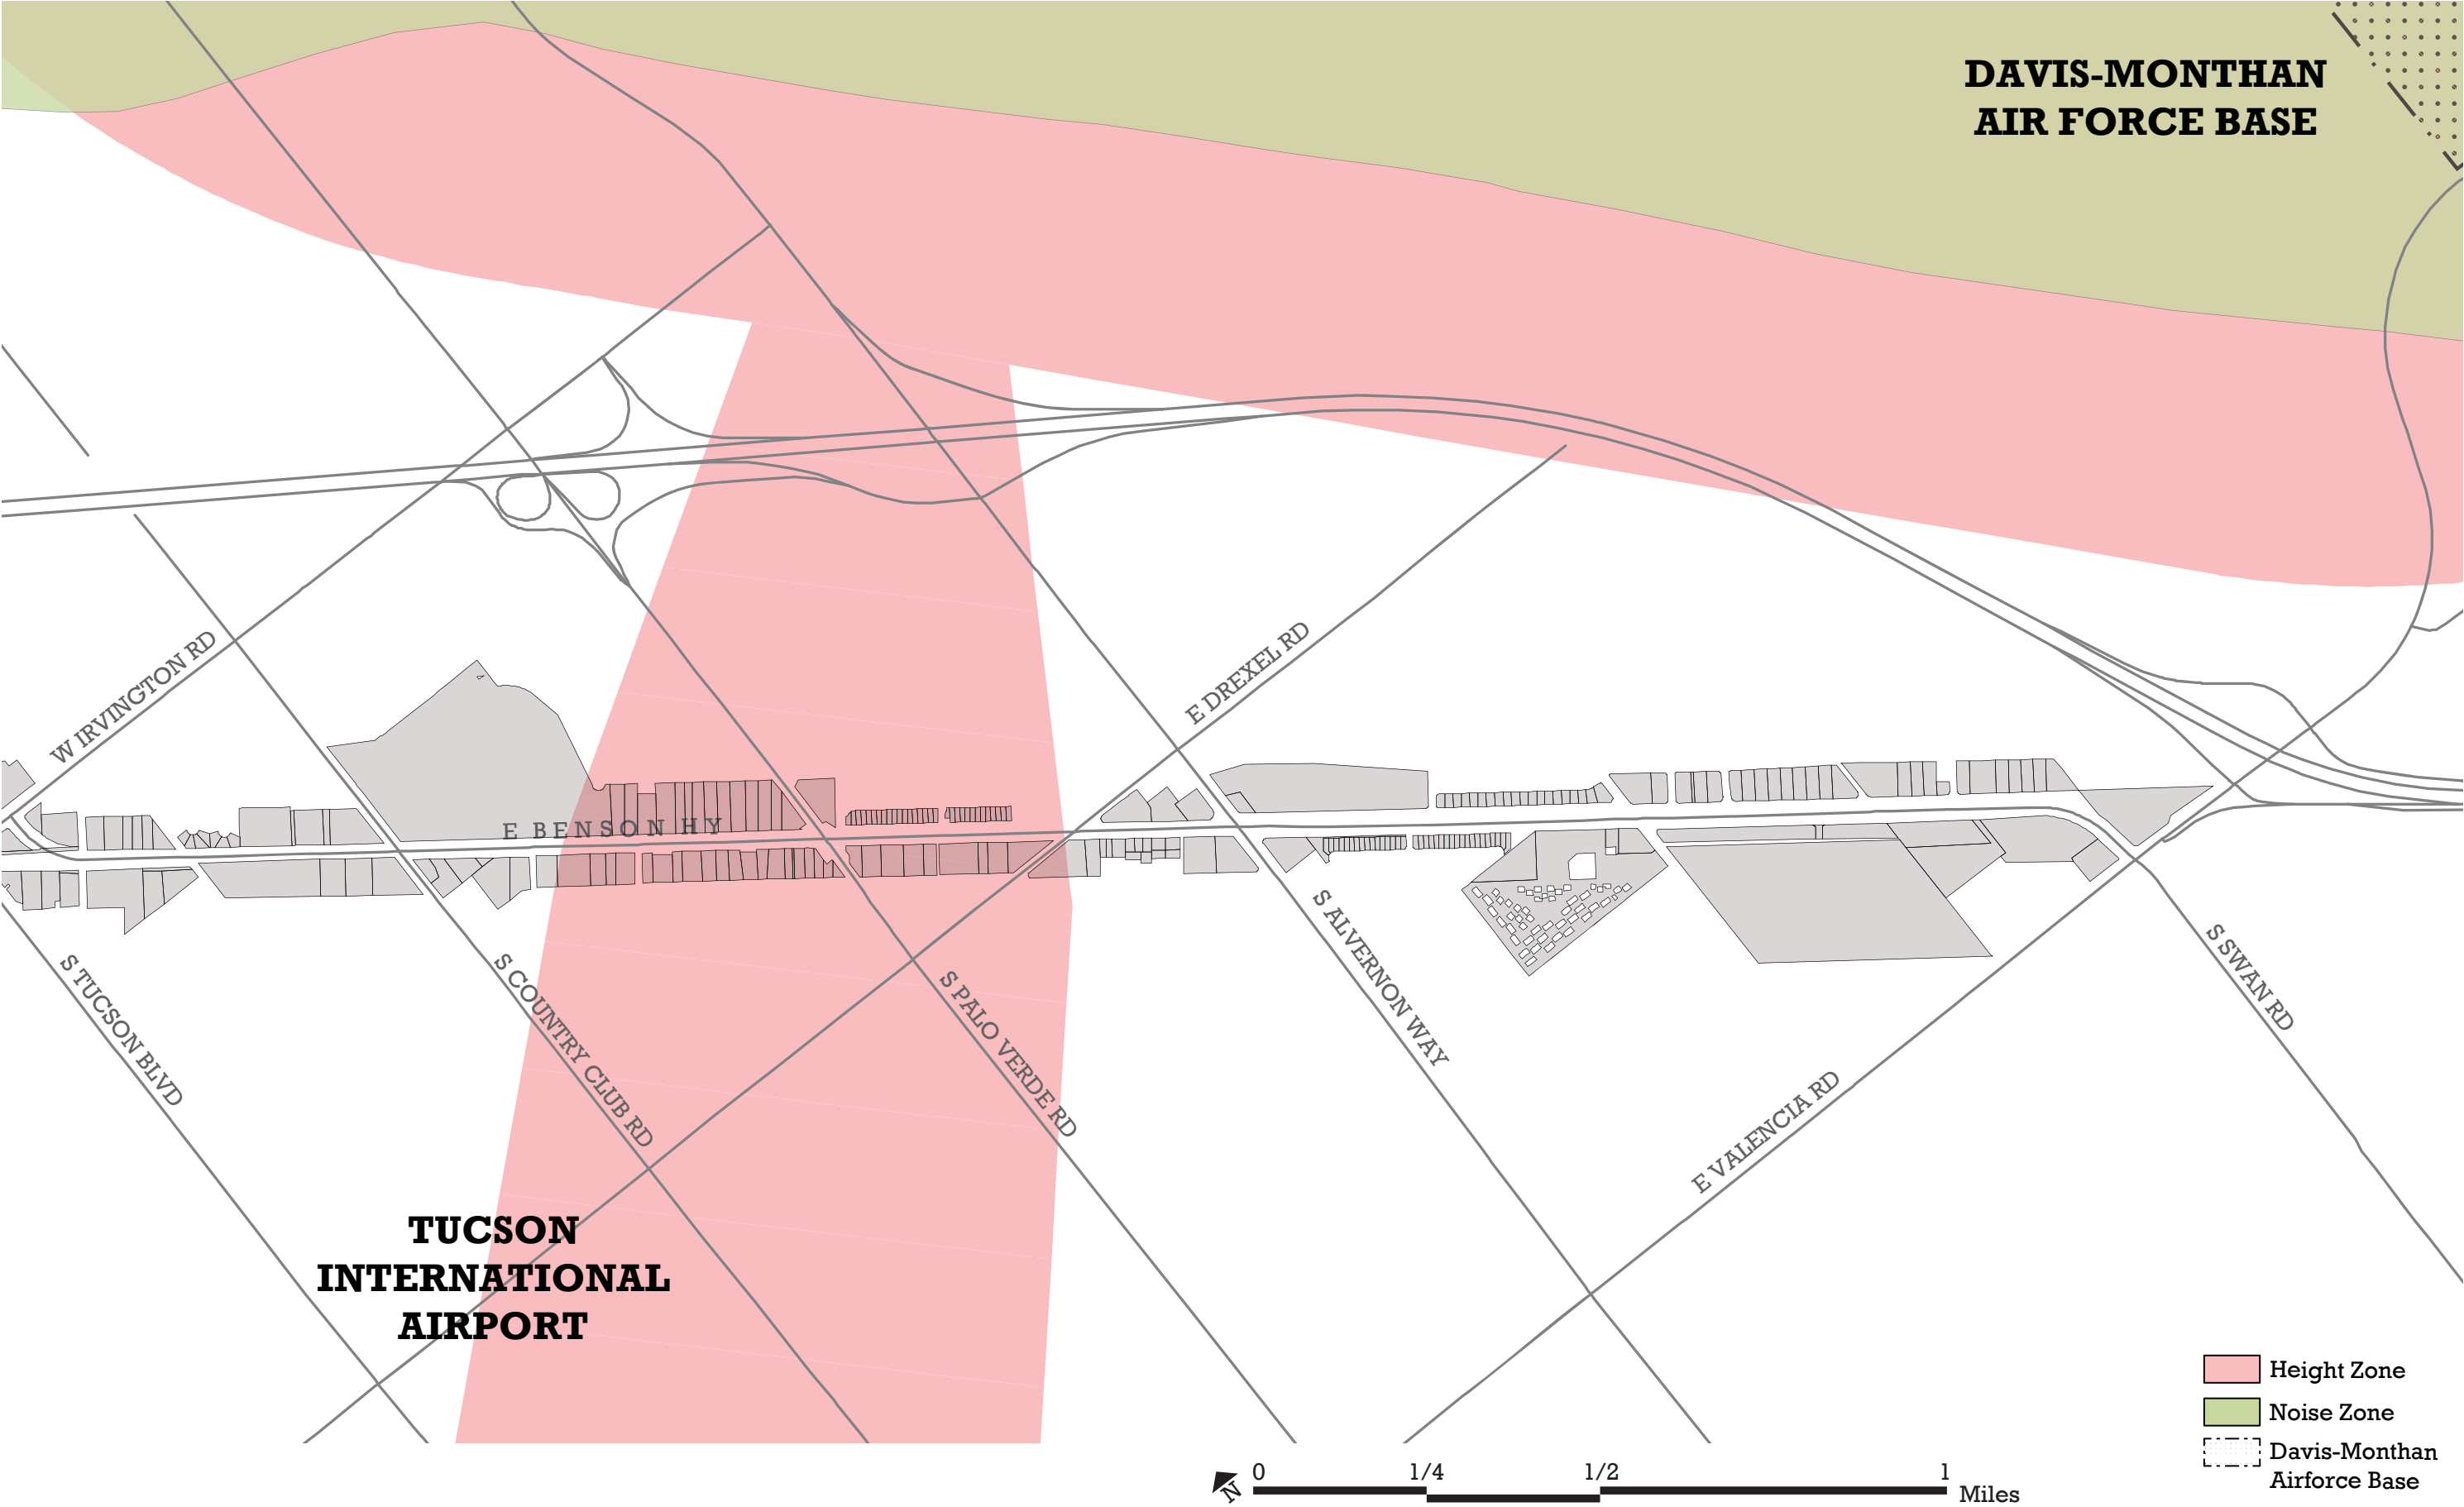 DAVIS-MONTHAN
AIR FORCE BASE
W IRVINGTON RD
E DREXEL RD
E BENSON HY
S TUCSON BLVD
S COUNTRY CLUB RD
S PALO VERDE RD
S ALVERNON WAY
S SWAN RD
E VALENCIA RD
TUCSON
INTERNATIONAL
AIRPORT
Height Zone
Noise Zone
Davis-Monthan
Airforce Base
N
0 1/4 1/2 1
Miles